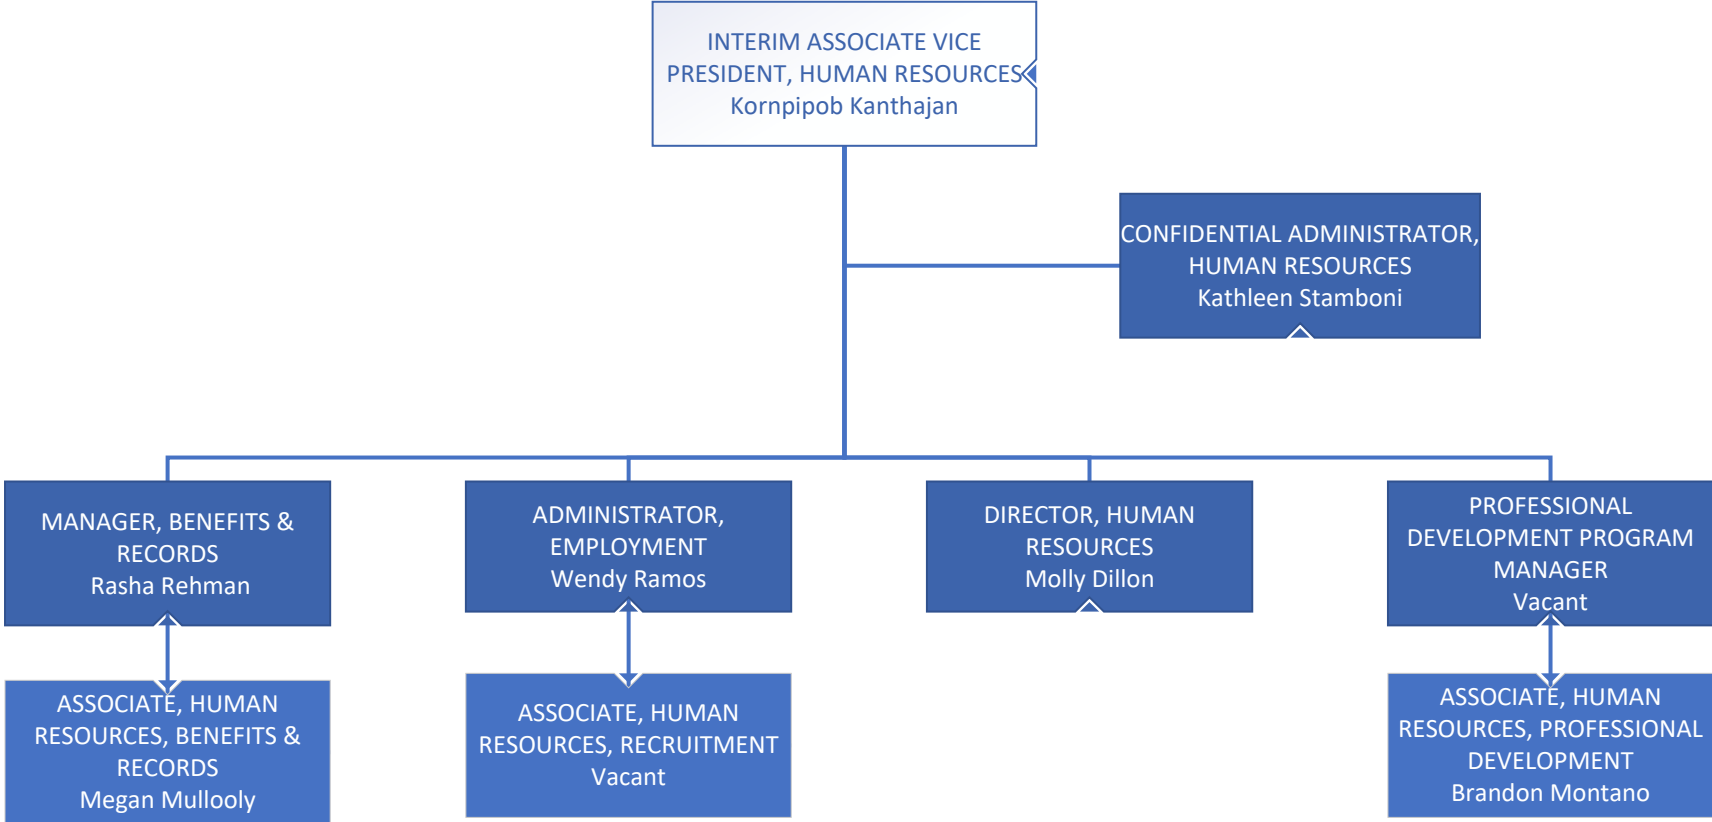 INTERIM ASSOCIATE VICE
PRESIDENT, HUMAN RESOURCES
Kornpipob Kanthajan
CONFIDENTIAL ADMINISTRATOR,
HUMAN RESOURCES
Kathleen Stamboni
MANAGER, BENEFITS &
RECORDS
Rasha Rehman
ADMINISTRATOR,
EMPLOYMENT
Wendy Ramos
DIRECTOR, HUMAN
RESOURCES
Molly Dillon
PROFESSIONAL
DEVELOPMENT PROGRAM
MANAGER
Vacant
ASSOCIATE, HUMAN
RESOURCES, BENEFITS &
RECORDS
Megan Mullooly
ASSOCIATE, HUMAN
RESOURCES, RECRUITMENT
Vacant
ASSOCIATE, HUMAN
RESOURCES, PROFESSIONAL
DEVELOPMENT
Brandon Montano